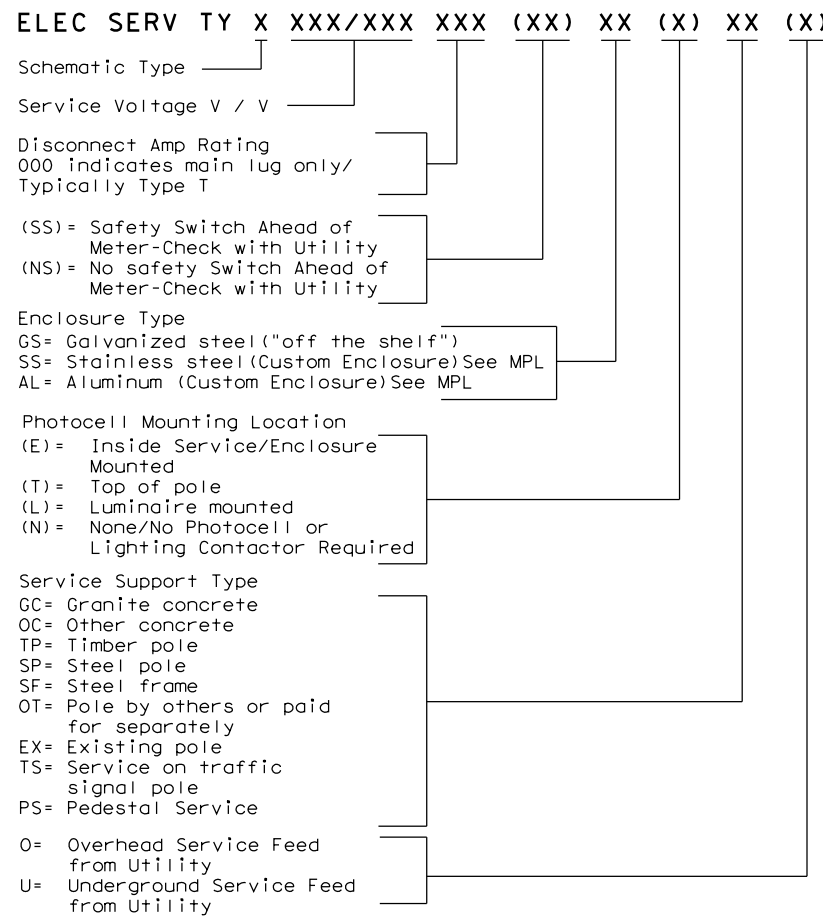 ELEC SERV TY X XXX/XXX XXX (XX) XX (X) XX (X)
Schematic Type
Service Voltage V / V
Disconnect Amp Rating
000 indicates main lug only/
Typically Type T
(SS)= Safety Switch Ahead of
Meter-Check with Utility
(NS)= No safety Switch Ahead of
Meter-Check with Utility
Enclosure Type
GS= Galvanized steel("off the shelf")
SS= Stainless steel(Custom Enclosure)See MPL
AL= Aluminum (Custom Enclosure)See MPL
Photocell Mounting Location
(E)= Inside Service/Enclosure
Mounted
(T)= Top of pole
(L)= Luminaire mounted
(N)= None/No Photocell or
Lighting Contactor Required
Service Support Type
GC= Granite concrete
OC= Other concrete
TP= Timber pole
SP= Steel pole
SF= Steel frame
OT= Pole by others or paid
for separately
EX= Existing pole
TS= Service on traffic
signal pole
PS= Pedestal Service
O= Overhead Service Feed
from Utility
U= Underground Service Feed
from Utility